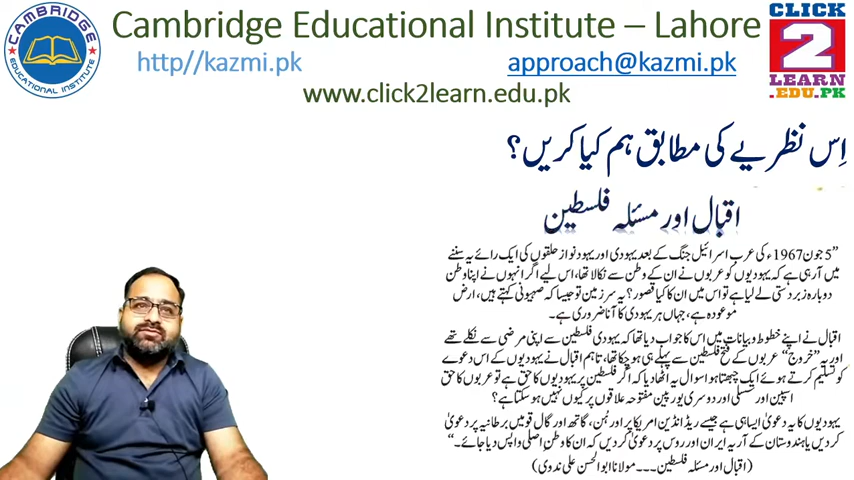 CAMBRIDGE
EDUCATIONAL INSTITUTE
Cambridge Educational Institute – Lahore
http//kazmi.pk
approach@kazmi.pk
www.click2learn.edu.pk
CLICK
2
LEARN
.EDU.PK
اِس نظریے کی مطابق ہم کیا کریں؟
اقبال اور مسئلہ فلسطین
”5 جون 1967ء کی عرب اسرائیل جنگ کے بعد یہودی اور یہود نواز حلقوں کی ایک رائے یہ سننے
میں آرہی ہے کہ یہودیوں کو عربوں نے ان کے وطن سے نکالا تھا، اس لیے اگر انہوں نے اپنا وطن
دوبارہ زبردستی لے لیا ہے تو اس میں ان کا کیا قصور؟ یہ سرزمین تو جیسا کہ صہیونی کہتے ہیں، ارض
موعودہ ہے، جہاں ہر یہودی کا آنا ضروری ہے۔
اقبال نے اپنے خطوط و بیانات میں اس کا جواب دیا تھا کہ یہودی فلسطین سے اپنی مرضی سے نکلے تھے
اور یہ ”خروج“ عربوں کے فتح فلسطین سے پہلے ہی ہوچکا تھا، تاہم اقبال نے یہودیوں کے اس دعوے
کو تسلیم کرتے ہوئے ایک چبھتا ہوا سوال یہ اٹھا دیا کہ اگر فلسطین پر یہودیوں کا حق ہے تو عربوں کا حق
اسپین اور سسلی اور دوسری یورپین مفتوحہ علاقوں پر کیوں نہیں ہوسکتا ہے؟
یہودیوں کا یہ دعویٰ ایسا ہی ہے جیسے ریڈ انڈین امریکا پر اور ہُن، گاتھ اور گال قومیں برطانیہ پر دعویٰ
کردیں یا ہندوستان کے آریہ ایران اور روس پر دعویٰ کردیں کہ ان کا وطنِ اصلی واپس دیا جائے۔“
(اقبال اور مسئلہ فلسطین ۔۔۔ مولانا ابوالحسن علی ندوی)